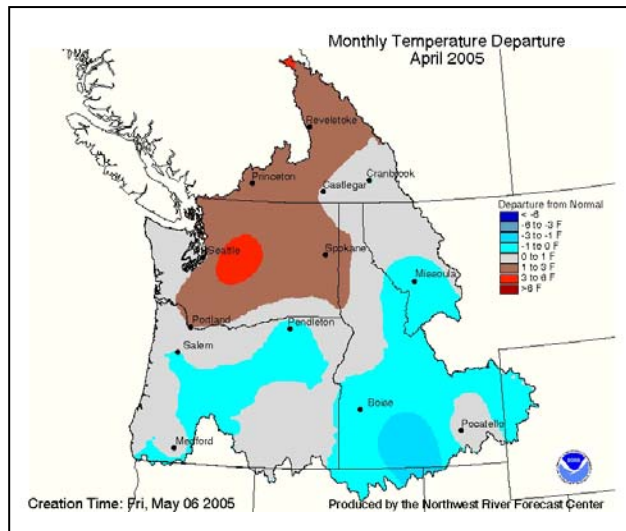 Monthly Temperature Departure
April 2005
Revelstoke
Princeton
Castlegar
Cranbrook
Departure from Normal
< -6
-6 to -3 F
-3 to -1 F
-1 to 0 F
0 to 1 F
1 to 3 F
3 to 6 F
>6 F
Seattle
Spokane
Missoula
Portland
Pendleton
Salem
Boise
Pocatello
Medford
Creation Time: Fri, May 06 2005
Produced by the Northwest River Forecast Center